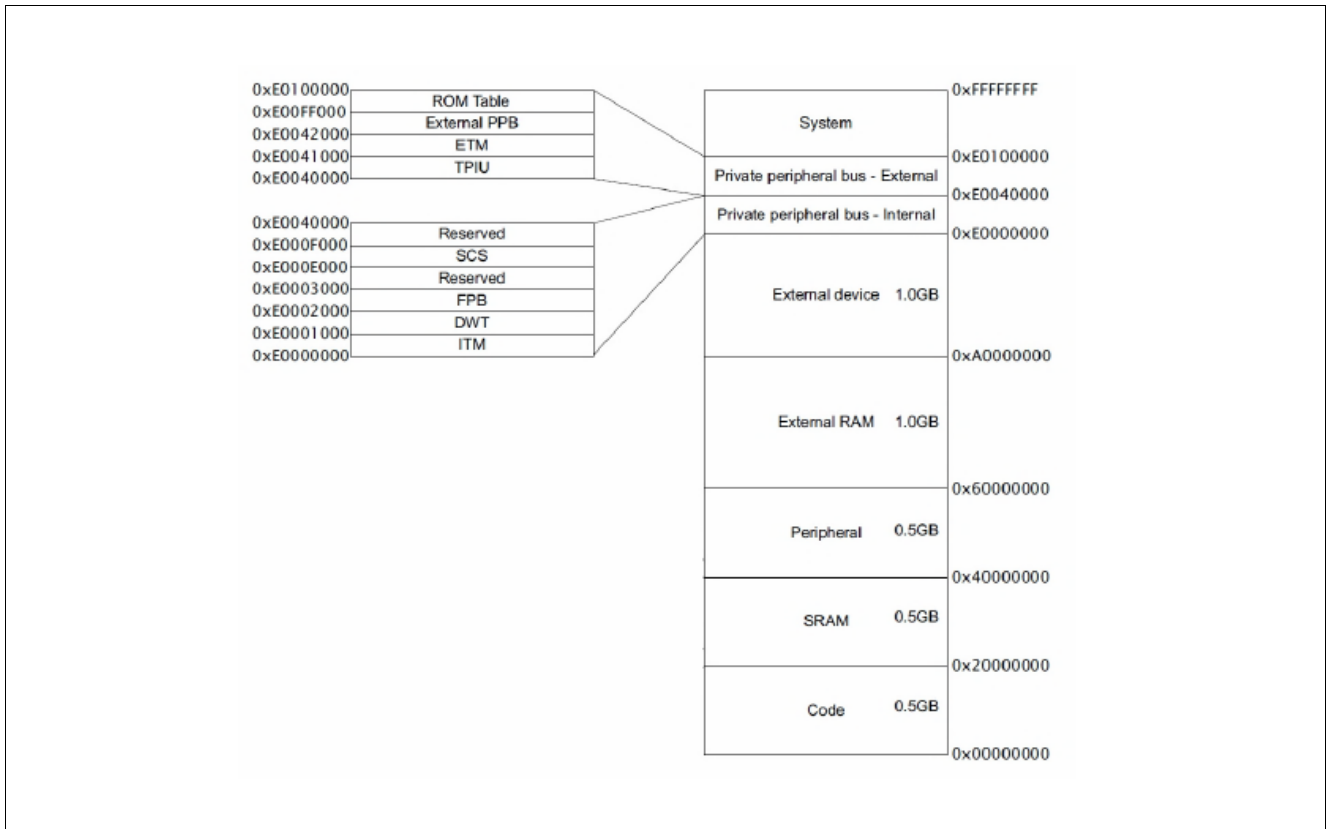 0xE0100000
ROM Table
0xE00FF000
External PPB
0xE0042000
ETM
0xE0041000
TPIU
0xE0040000
0xE0040000
Reserved
0xE000F000
SCS
0xE000E000
Reserved
0xE0003000
FPB
0xE0002000
DWT
0xE0001000
ITM
0xE0000000
0xFFFFFFFF
System
0xE0100000
Private peripheral bus - External
0xE0040000
Private peripheral bus - Internal
0xE0000000
External device 1.0GB
0xA0000000
External RAM 1.0GB
0x60000000
Peripheral 0.5GB
0x40000000
SRAM 0.5GB
0x20000000
Code 0.5GB
0x00000000